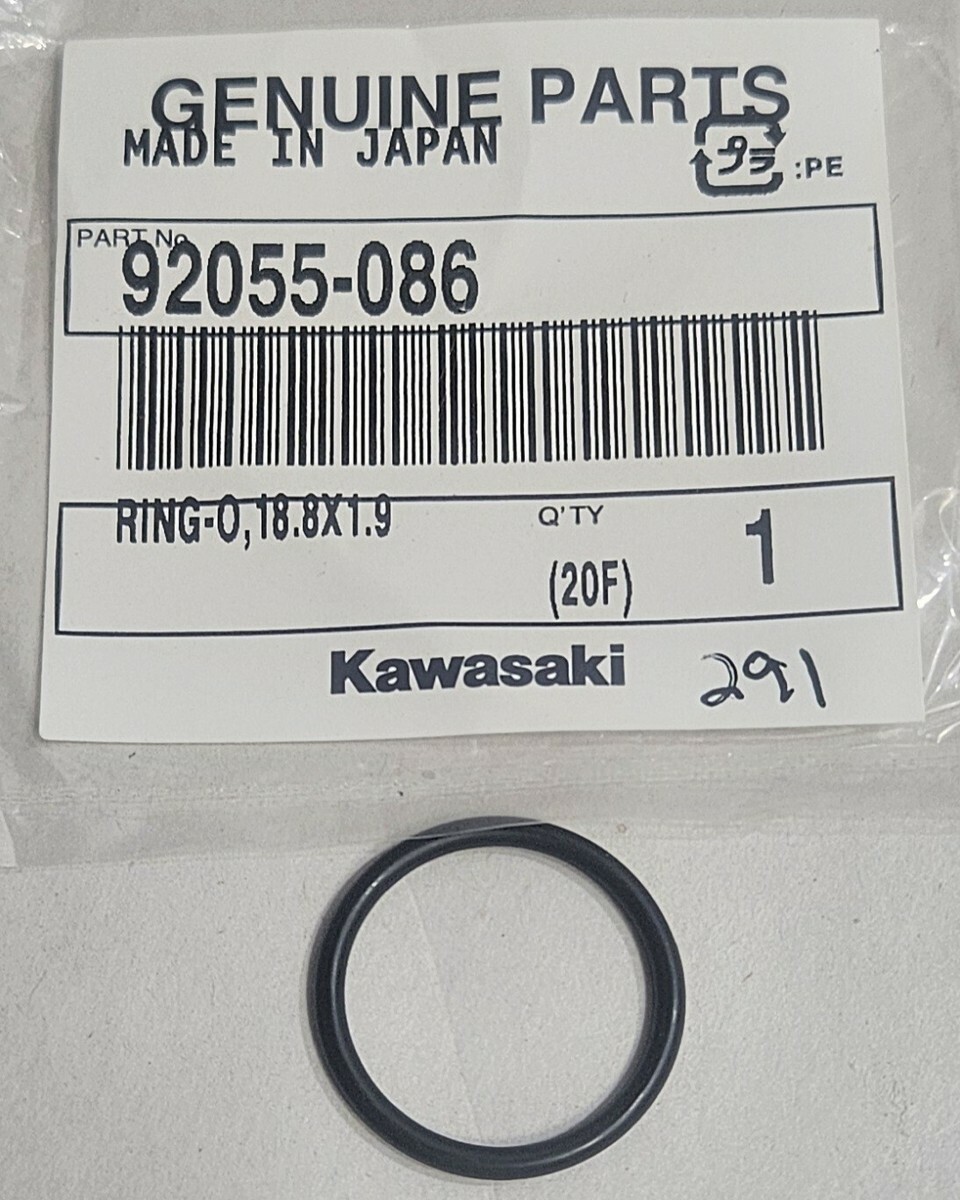 GENUINE PARTS
MADE IN JAPAN
プラ :PE
PART No.
92055-086
RING-O,18.8X1.9
Q'TY
1
(20F)
Kawasaki
291